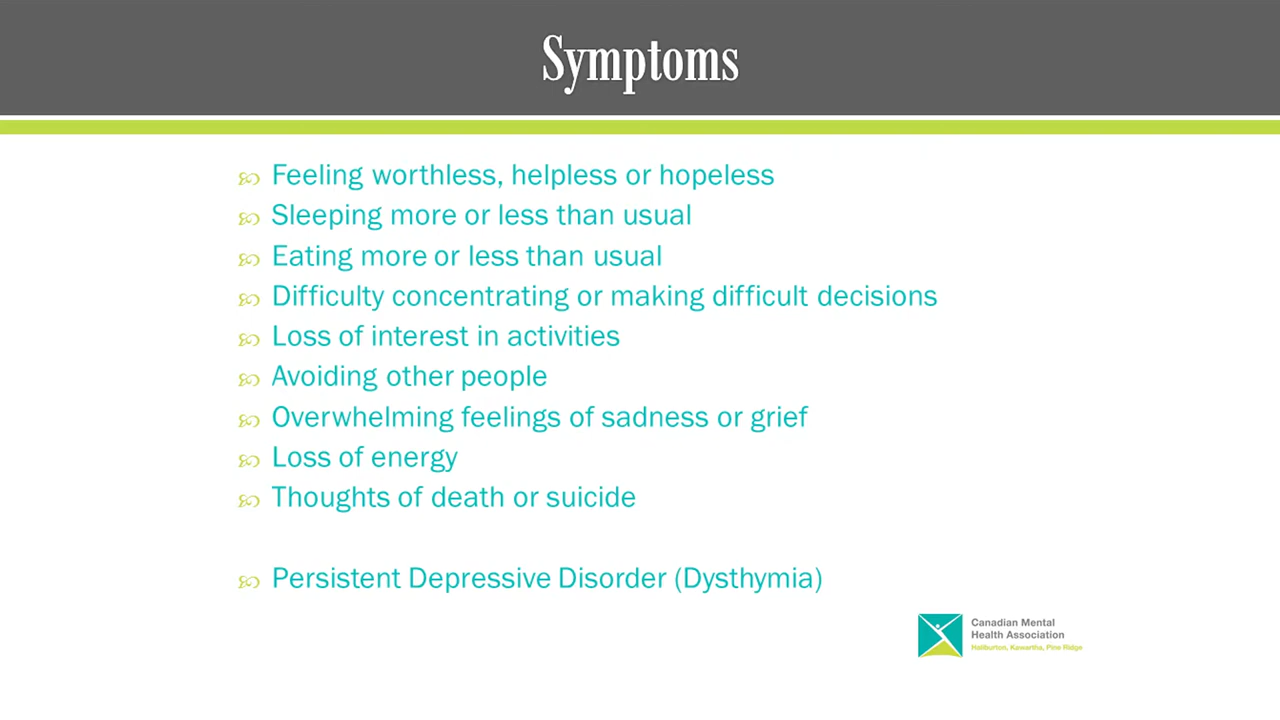 Symptoms
Feeling worthless, helpless or hopeless
Sleeping more or less than usual
Eating more or less than usual
Difficulty concentrating or making difficult decisions
Loss of interest in activities
Avoiding other people
Overwhelming feelings of sadness or grief
Loss of energy
Thoughts of death or suicide
Persistent Depressive Disorder (Dysthymia)
Canadian Mental
Health Association
Haliburton, Kawartha, Pine Ridge